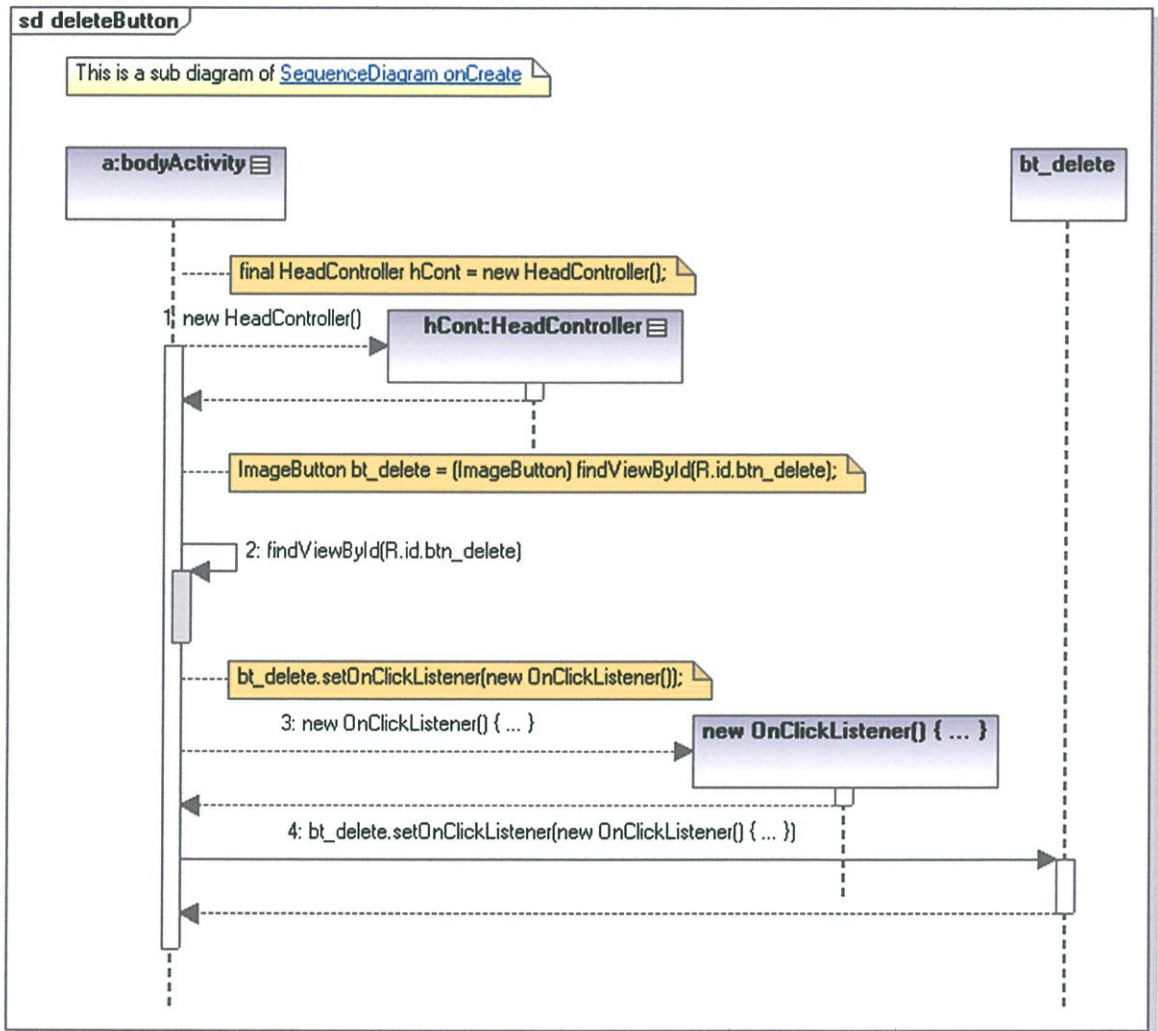 sd deleteButton
This is a sub diagram of SequenceDiagram onCreate
a:bodyActivity
bt_delete
final HeadController hCont = new HeadController();
1: new HeadController()
hCont:HeadController
ImageButton bt_delete = (ImageButton) findViewById(R.id.btn_delete);
2: findViewById(R.id.btn_delete)
bt_delete.setOnClickListener(new OnClickListener());
3: new OnClickListener() { ... }
new OnClickListener() { ... }
4: bt_delete.setOnClickListener(new OnClickListener() { ... })